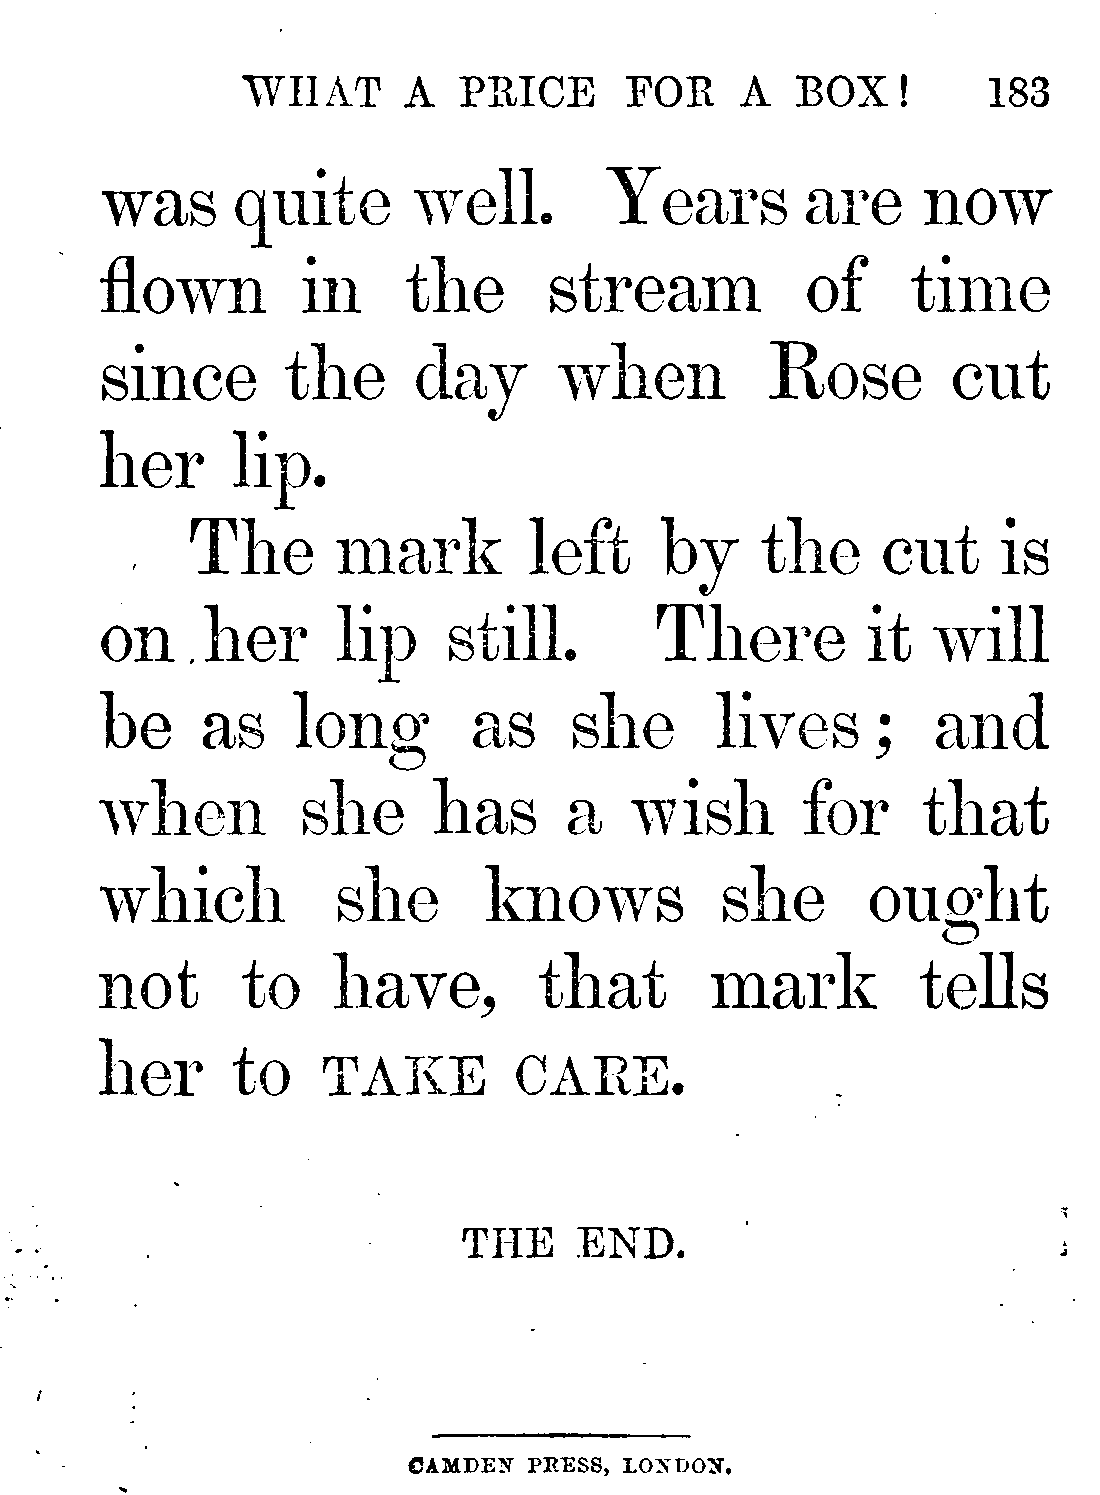 WHAT A PRICE FOR A BOX! 183
was quite well. Years are now
flown in the stream of time
since the day when Rose cut
her lip.
The mark left by the cut is
on her lip still. There it will
be as long as she lives; and
when she has a wish for that
which she knows she ought
not to have, that mark tells
her to TAKE CARE.
THE END.
CAMDEN PRESS, LONDON.